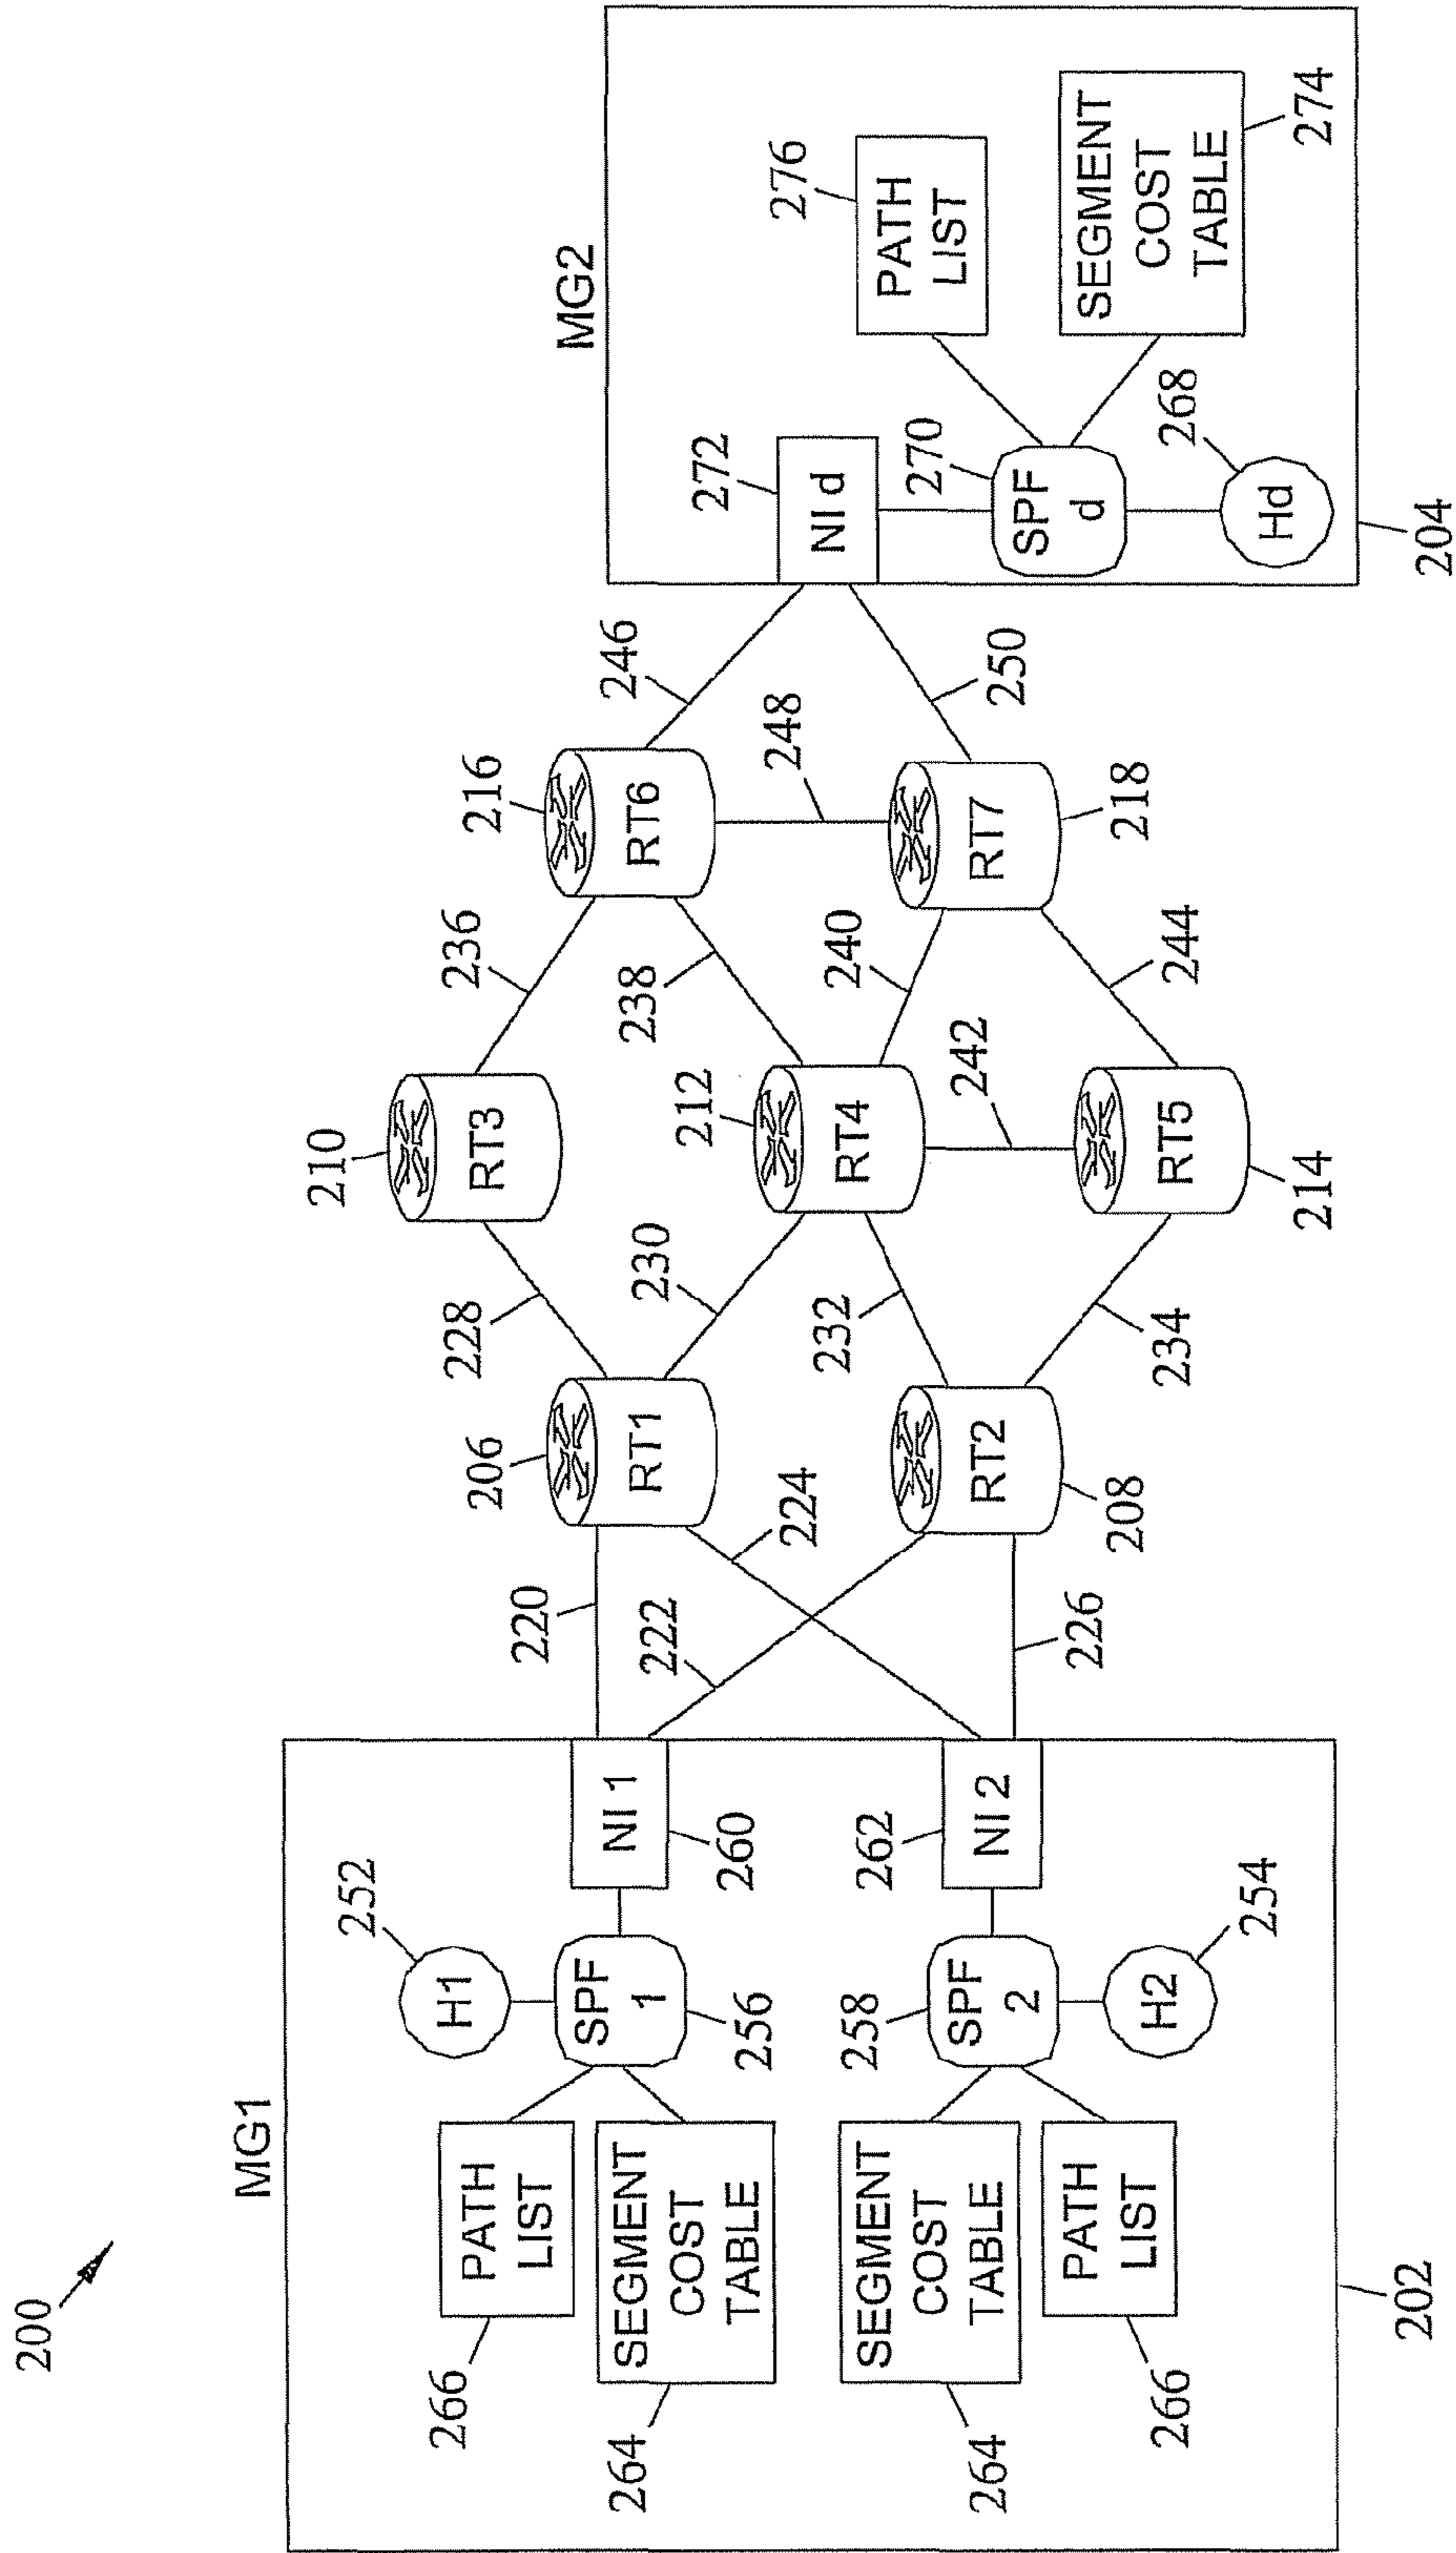 200
MG1
202
PATH
LIST
266
SEGMENT
COST
TABLE
264
SEGMENT
COST
TABLE
264
PATH
LIST
266
H1
252
SPF
1
256
SPF
2
258
H2
254
NI 1
260
NI 2
262
220
222
224
226
RT1
206
RT2
208
228
230
232
234
RT3
210
RT4
212
RT5
214
242
236
238
240
244
RT6
216
RT7
218
248
246
250
MG2
204
NI d
272
SPF
d
270
Hd
268
PATH
LIST
276
SEGMENT
COST
TABLE
274